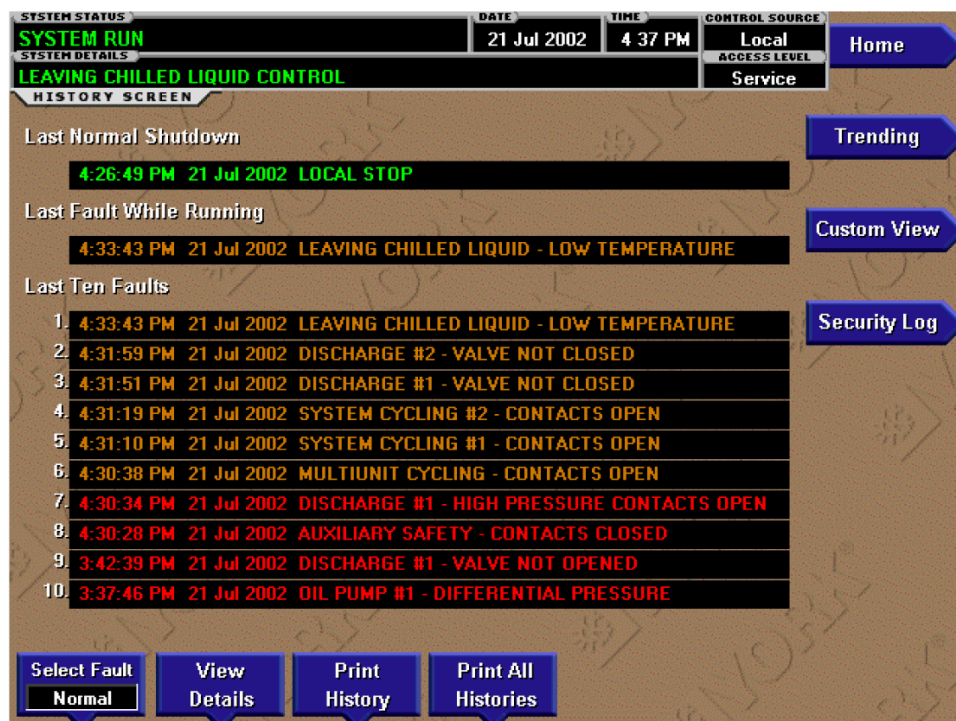 SYSTEM STATUS
SYSTEM RUN
DATE
21 Jul 2002
TIME
4 37 PM
CONTROL SOURCE
Local
Home
SYSTEM DETAILS
LEAVING CHILLED LIQUID CONTROL
ACCESS LEVEL
Service
HISTORY SCREEN
Last Normal Shutdown
Trending
4:26:49 PM 21 Jul 2002 LOCAL STOP
Last Fault While Running
Custom View
4:33:43 PM 21 Jul 2002 LEAVING CHILLED LIQUID - LOW TEMPERATURE
Last Ten Faults
1. 4:33:43 PM 21 Jul 2002 LEAVING CHILLED LIQUID - LOW TEMPERATURE
Security Log
2. 4:31:59 PM 21 Jul 2002 DISCHARGE #2 - VALVE NOT CLOSED
3. 4:31:51 PM 21 Jul 2002 DISCHARGE #1 - VALVE NOT CLOSED
4. 4:31:19 PM 21 Jul 2002 SYSTEM CYCLING #2 - CONTACTS OPEN
5. 4:31:10 PM 21 Jul 2002 SYSTEM CYCLING #1 - CONTACTS OPEN
6. 4:30:38 PM 21 Jul 2002 MULTIUNIT CYCLING - CONTACTS OPEN
7. 4:30:34 PM 21 Jul 2002 DISCHARGE #1 - HIGH PRESSURE CONTACTS OPEN
8. 4:30:28 PM 21 Jul 2002 AUXILIARY SAFETY - CONTACTS CLOSED
9. 3:42:39 PM 21 Jul 2002 DISCHARGE #1 - VALVE NOT OPENED
10. 3:37:46 PM 21 Jul 2002 OIL PUMP #1 - DIFFERENTIAL PRESSURE
Select Fault
Normal
View
Details
Print
History
Print All
Histories
YORK